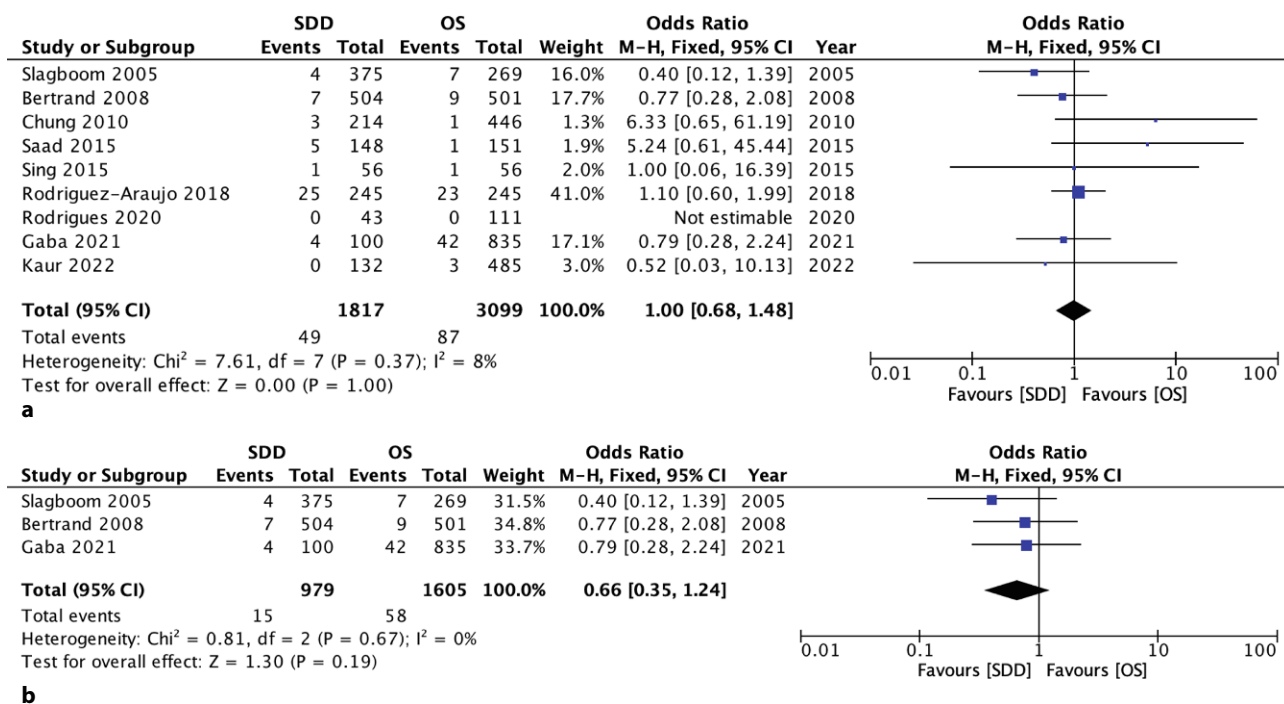 SDD OS Odds Ratio Odds Ratio
Study or Subgroup Events Total Events Total Weight M-H, Fixed, 95% CI Year M-H, Fixed, 95% CI
Slagboom 2005 4 375 7 269 16.0% 0.40 [0.12, 1.39] 2005
Bertrand 2008 7 504 9 501 17.7% 0.77 [0.28, 2.08] 2008
Chung 2010 3 214 1 446 1.3% 6.33 [0.65, 61.19] 2010
Saad 2015 5 148 1 151 1.9% 5.24 [0.61, 45.44] 2015
Sing 2015 1 56 1 56 2.0% 1.00 [0.06, 16.39] 2015
Rodriguez-Araujo 2018 25 245 23 245 41.0% 1.10 [0.60, 1.99] 2018
Rodrigues 2020 0 43 0 111 Not estimable 2020
Gaba 2021 4 100 42 835 17.1% 0.79 [0.28, 2.24] 2021
Kaur 2022 0 132 3 485 3.0% 0.52 [0.03, 10.13] 2022
Total (95% CI) 1817 3099 100.0% 1.00 [0.68, 1.48]
Total events 49 87
Heterogeneity: Chi² = 7.61, df = 7 (P = 0.37); I² = 8%
Test for overall effect: Z = 0.00 (P = 1.00)
0.01 0.1 1 10 100
Favours [SDD] Favours [OS]
a
SDD OS Odds Ratio Odds Ratio
Study or Subgroup Events Total Events Total Weight M-H, Fixed, 95% CI Year M-H, Fixed, 95% CI
Slagboom 2005 4 375 7 269 31.5% 0.40 [0.12, 1.39] 2005
Bertrand 2008 7 504 9 501 34.8% 0.77 [0.28, 2.08] 2008
Gaba 2021 4 100 42 835 33.7% 0.79 [0.28, 2.24] 2021
Total (95% CI) 979 1605 100.0% 0.66 [0.35, 1.24]
Total events 15 58
Heterogeneity: Chi² = 0.81, df = 2 (P = 0.67); I² = 0%
Test for overall effect: Z = 1.30 (P = 0.19)
0.01 0.1 1 10 100
Favours [SDD] Favours [OS]
b